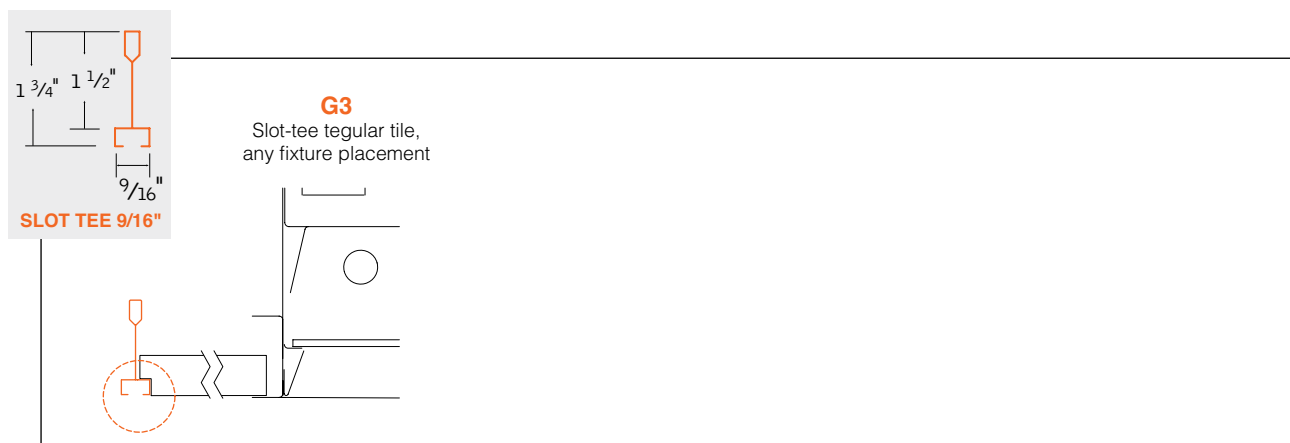 1 3/4" 1 1/2"
9/16"
SLOT TEE 9/16"
G3
Slot-tee tegular tile,
any fixture placement